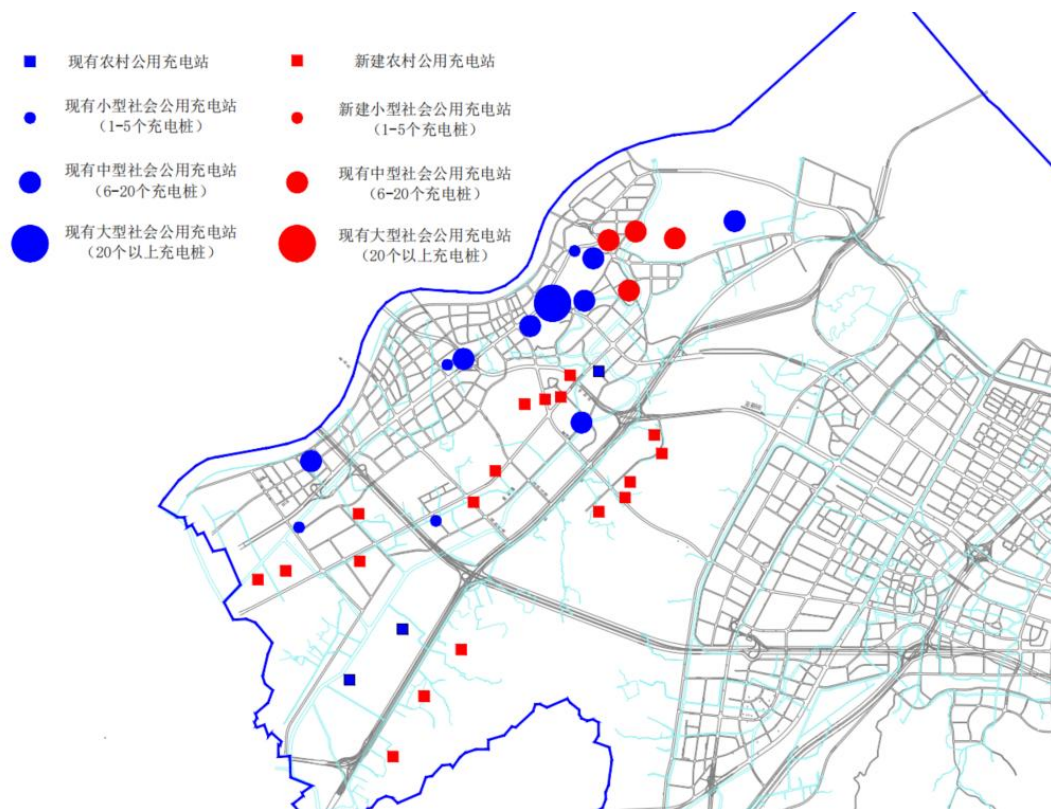 现有农村公用充电站
新建农村公用充电站
现有小型社会公用充电站
（1-5个充电桩）
新建小型社会公用充电站
（1-5个充电桩）
现有中型社会公用充电站
（6-20个充电桩）
现有中型社会公用充电站
（6-20个充电桩）
现有大型社会公用充电站
（20个以上充电桩）
现有大型社会公用充电站
（20个以上充电桩）